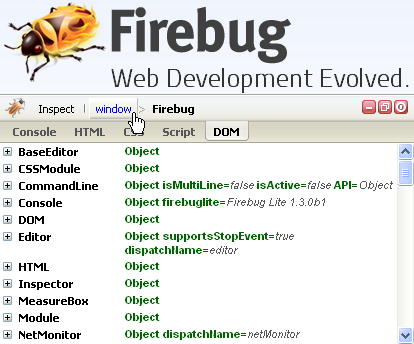 Firebug
Web Development Evolved.
Inspect | window > Firebug
Console HTML CSS Script DOM
BaseEditor Object
CSSModule Object
CommandLine Object isMultiLine=false isActive=false API=Object
Console Object firebuglite=Firebug Lite 1.3.0b1
DOM Object
Editor Object supportsStopEvent=true
dispatchName=editor
HTML Object
Inspector Object
MeasureBox Object
Module Object
NetMonitor Object dispatchName=netMonitor